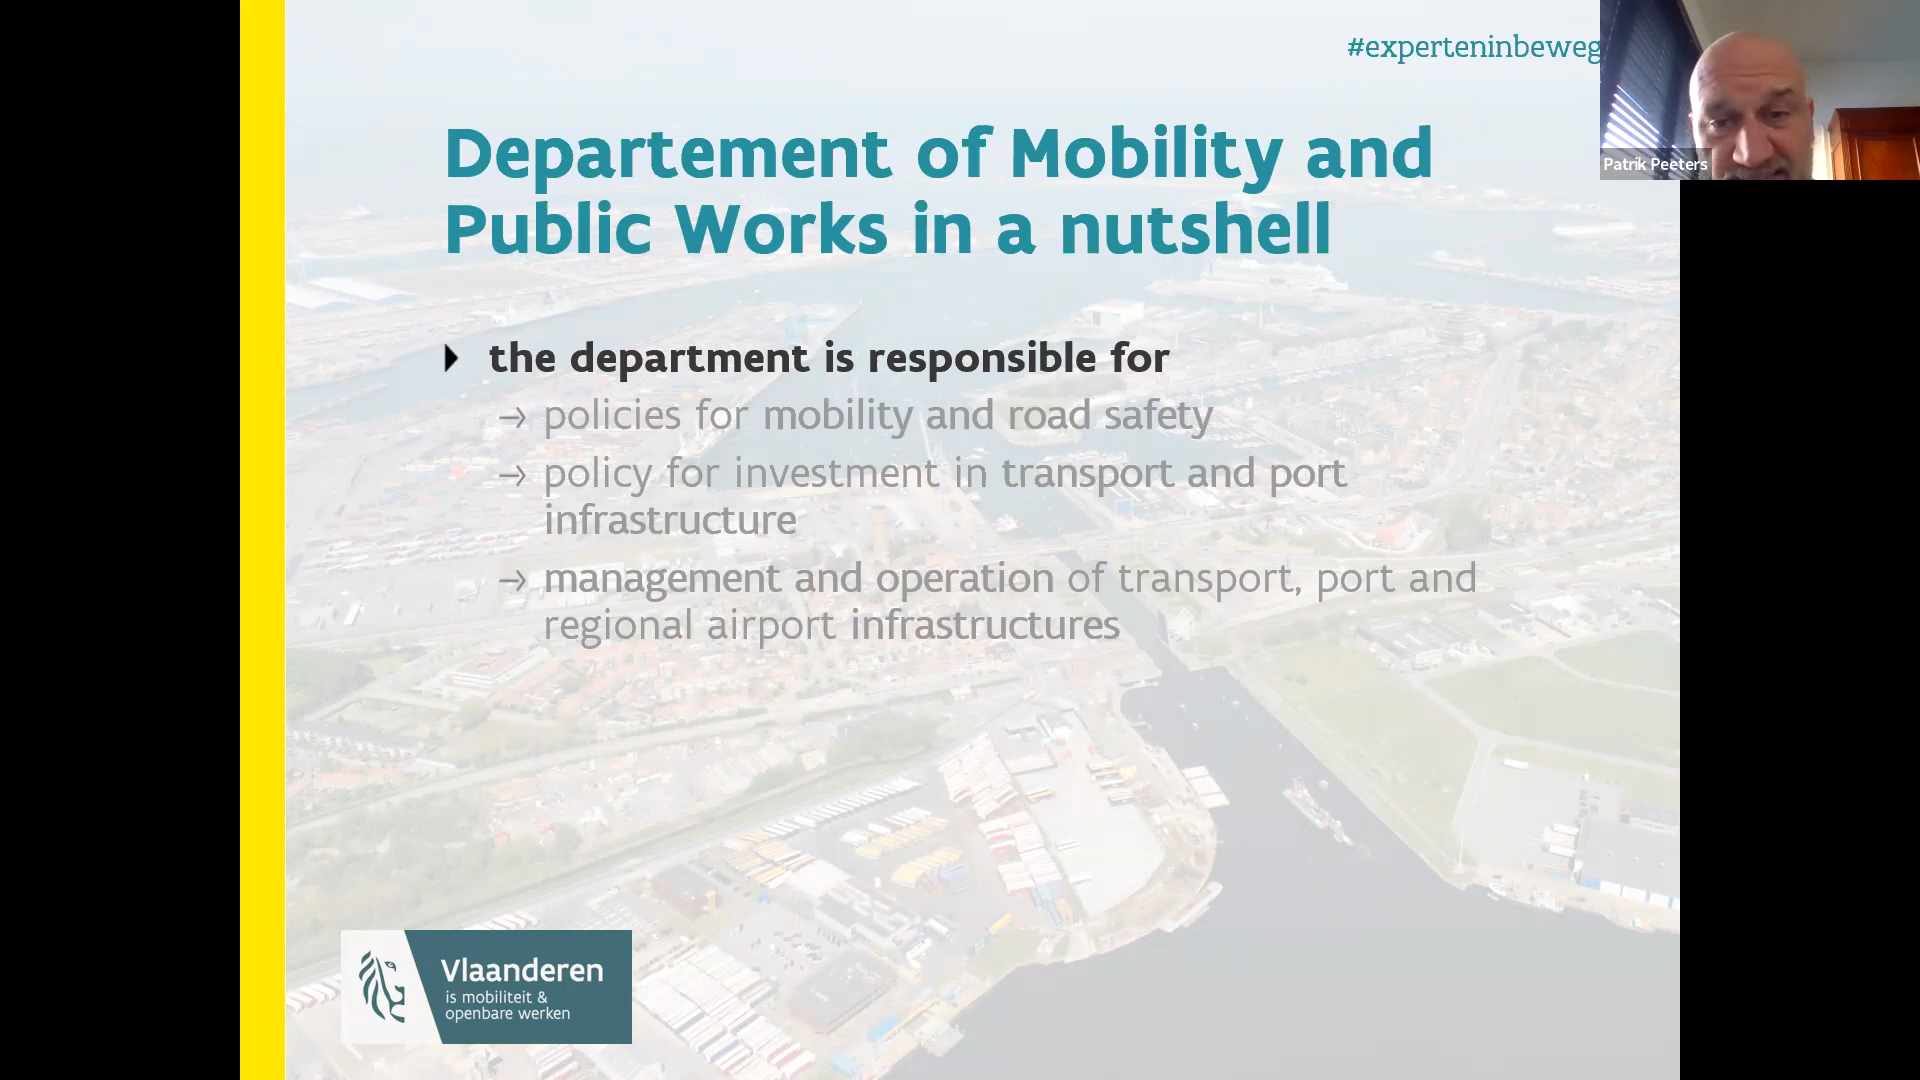 #experteninbeweg
Departement of Mobility and
Public Works in a nutshell
the department is responsible for
→ policies for mobility and road safety
→ policy for investment in transport and port
infrastructure
→ management and operation of transport, port and
regional airport infrastructures
Patrik Peeters
Vlaanderen
is mobiliteit &
openbare werken